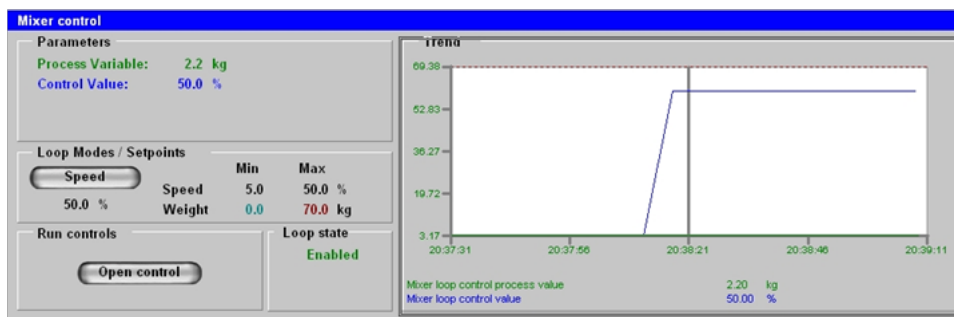 Mixer control
Parameters
Process Variable: 2.2 kg
Control Value: 50.0 %
Loop Modes / Setpoints
Min Max
Speed
Speed 5.0 50.0 %
50.0 %
Weight 0.0 70.0 kg
Run controls
Open control
Loop state
Enabled
Trend
69.38
52.83
36.27
19.72
3.17
20:37:31 20:37:56 20:38:21 20:38:46 20:39:11
Mixer loop control process value 2.20 kg
Mixer loop control value 50.00 %